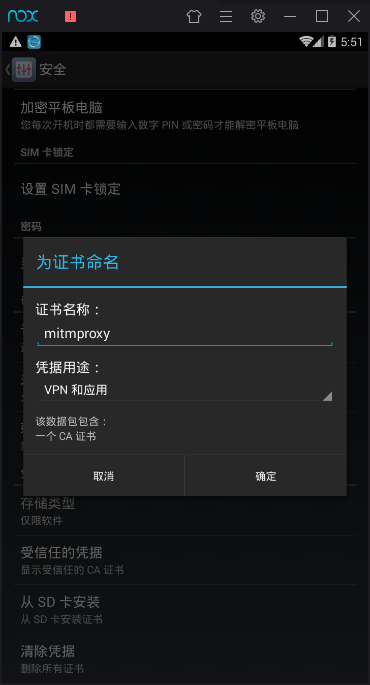 nox
5:51
安全
加密平板电脑
您每次开机时都需要输入数字 PIN 或密码才能解密平板电脑
SIM 卡锁定
设置 SIM 卡锁定
密码
为证书命名
证书名称：
mitmproxy
凭据用途：
VPN 和应用
该数据包包含：
一个 CA 证书
取消
确定
存储类型
仅限软件
受信任的凭据
显示受信任的 CA 证书
从 SD 卡安装
从 SD 卡安装证书
清除凭据
删除所有证书